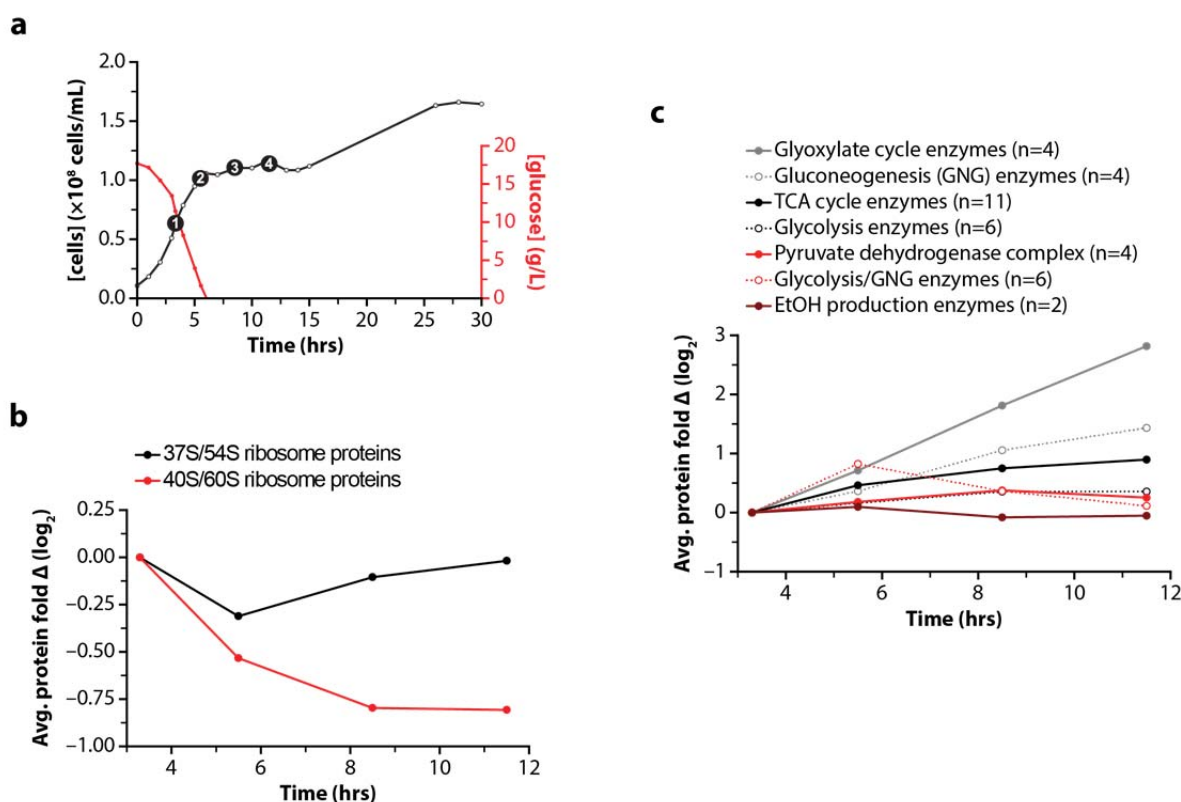 a
2.0
1.5
1.0
0.5
0.0
[cells] (×10⁸ cells/mL)
1
2
3
4
20
15
10
5
0
[glucose] (g/L)
0 5 10 15 20 25 30
Time (hrs)
b
37S/54S ribosome proteins
40S/60S ribosome proteins
0.25
0.00
−0.25
−0.50
−0.75
−1.00
Avg. protein fold Δ (log₂)
4 6 8 10 12
Time (hrs)
c
Glyoxylate cycle enzymes (n=4)
Gluconeogenesis (GNG) enzymes (n=4)
TCA cycle enzymes (n=11)
Glycolysis enzymes (n=6)
Pyruvate dehydrogenase complex (n=4)
Glycolysis/GNG enzymes (n=6)
EtOH production enzymes (n=2)
3
2
1
0
−1
Avg. protein fold Δ (log₂)
4 6 8 10 12
Time (hrs)